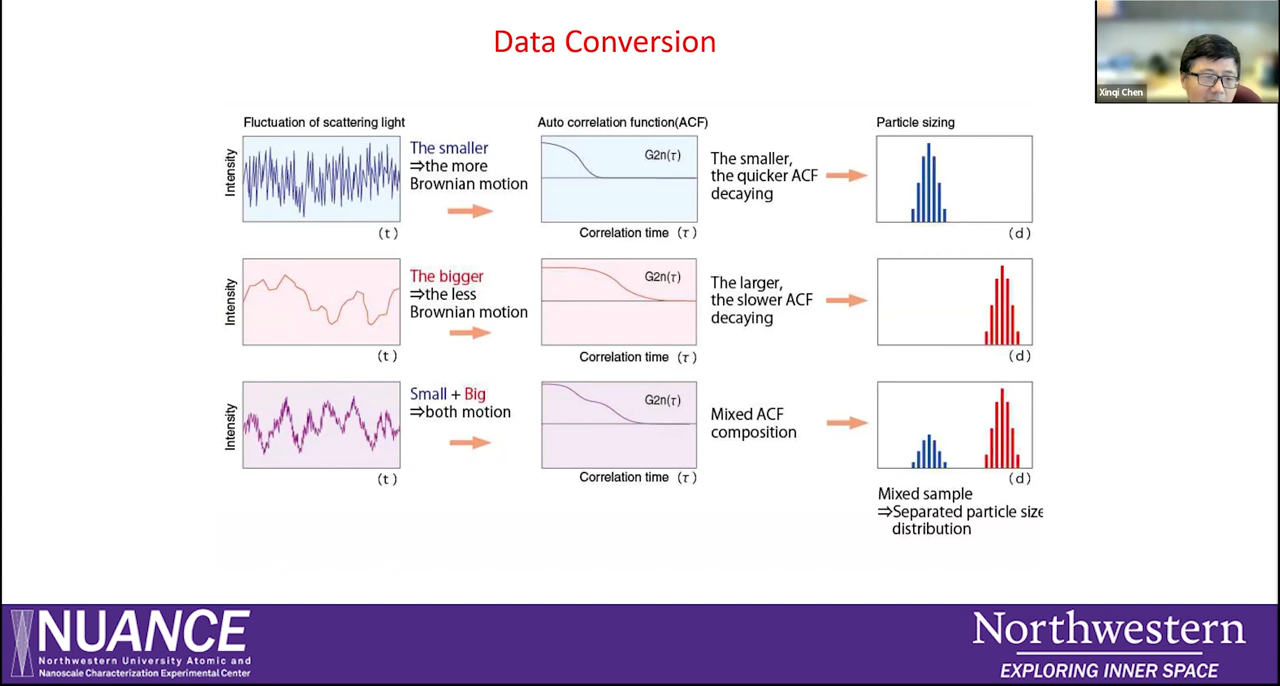 Data Conversion
Xinqi Chen
Fluctuation of scattering light
Auto correlation function(ACF)
Particle sizing
Intensity
(t)
The smaller
⇒the more
Brownian motion
G2n(τ)
Correlation time (τ)
The smaller,
the quicker ACF
decaying
(d)
Intensity
(t)
The bigger
⇒the less
Brownian motion
G2n(τ)
Correlation time (τ)
The larger,
the slower ACF
decaying
(d)
Intensity
(t)
Small + Big
⇒both motion
G2n(τ)
Correlation time (τ)
Mixed ACF
composition
(d)
Mixed sample
⇒Separated particle size
distribution
NUANCE
Northwestern University Atomic and
Nanoscale Characterization Experimental Center
Northwestern
EXPLORING INNER SPACE